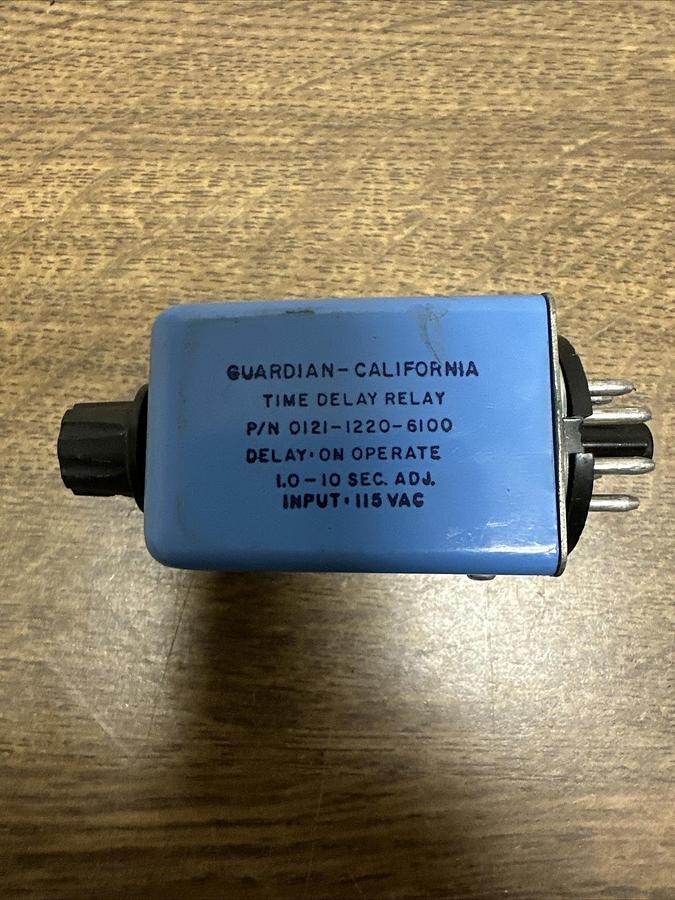 GUARDIAN-CALIFORNIA
TIME DELAY RELAY
P/N 0121-1220-6100
DELAY: ON OPERATE
1.0-10 SEC. ADJ.
INPUT: 115 VAC